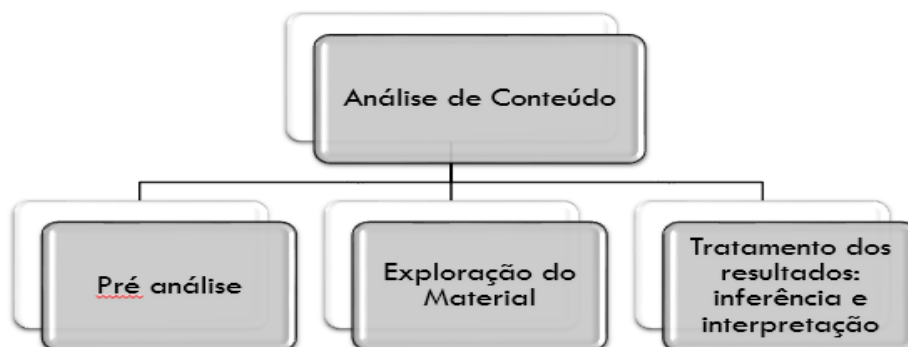 Análise de Conteúdo
Pré análise
Exploração do
Material
Tratamento dos
resultados:
inferência e
interpretação